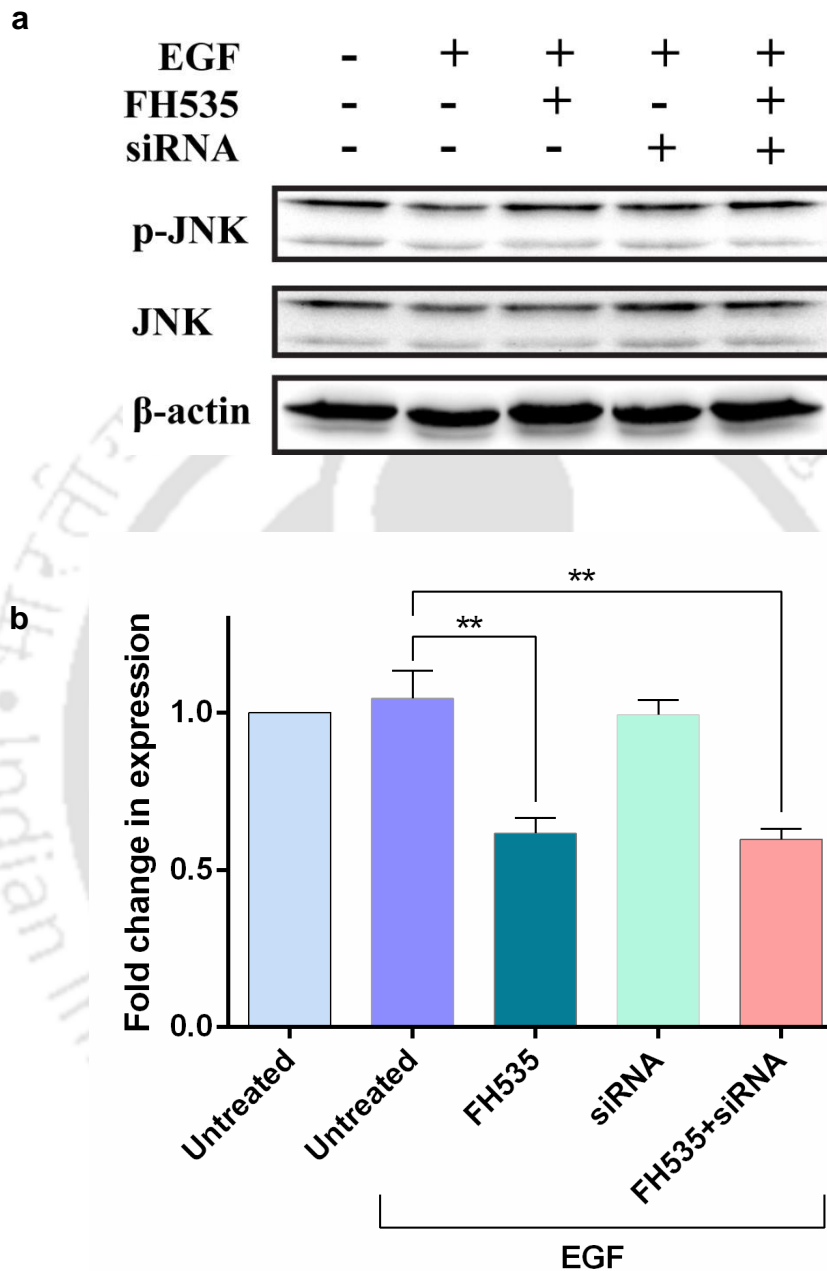 a
EGF - + + + +
FH535 - - + - +
siRNA - - - + +
p-JNK
JNK
β-actin
b
** 
**
Fold change in expression
1.0
0.5
0.0
Untreated
Untreated
FH535
siRNA
FH535+siRNA
EGF
• Indian